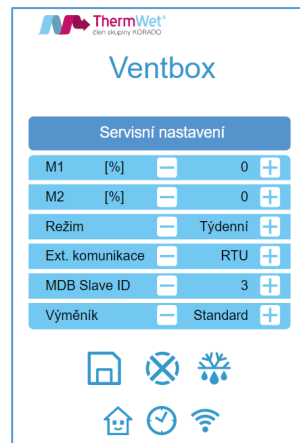 ThermWet®
člen skupiny KORADO
Ventbox
Servisní nastavení
M1 [%] 0
M2 [%] 0
Režim Týdenní
Ext. komunikace RTU
MDB Slave ID 3
Výměník Standard